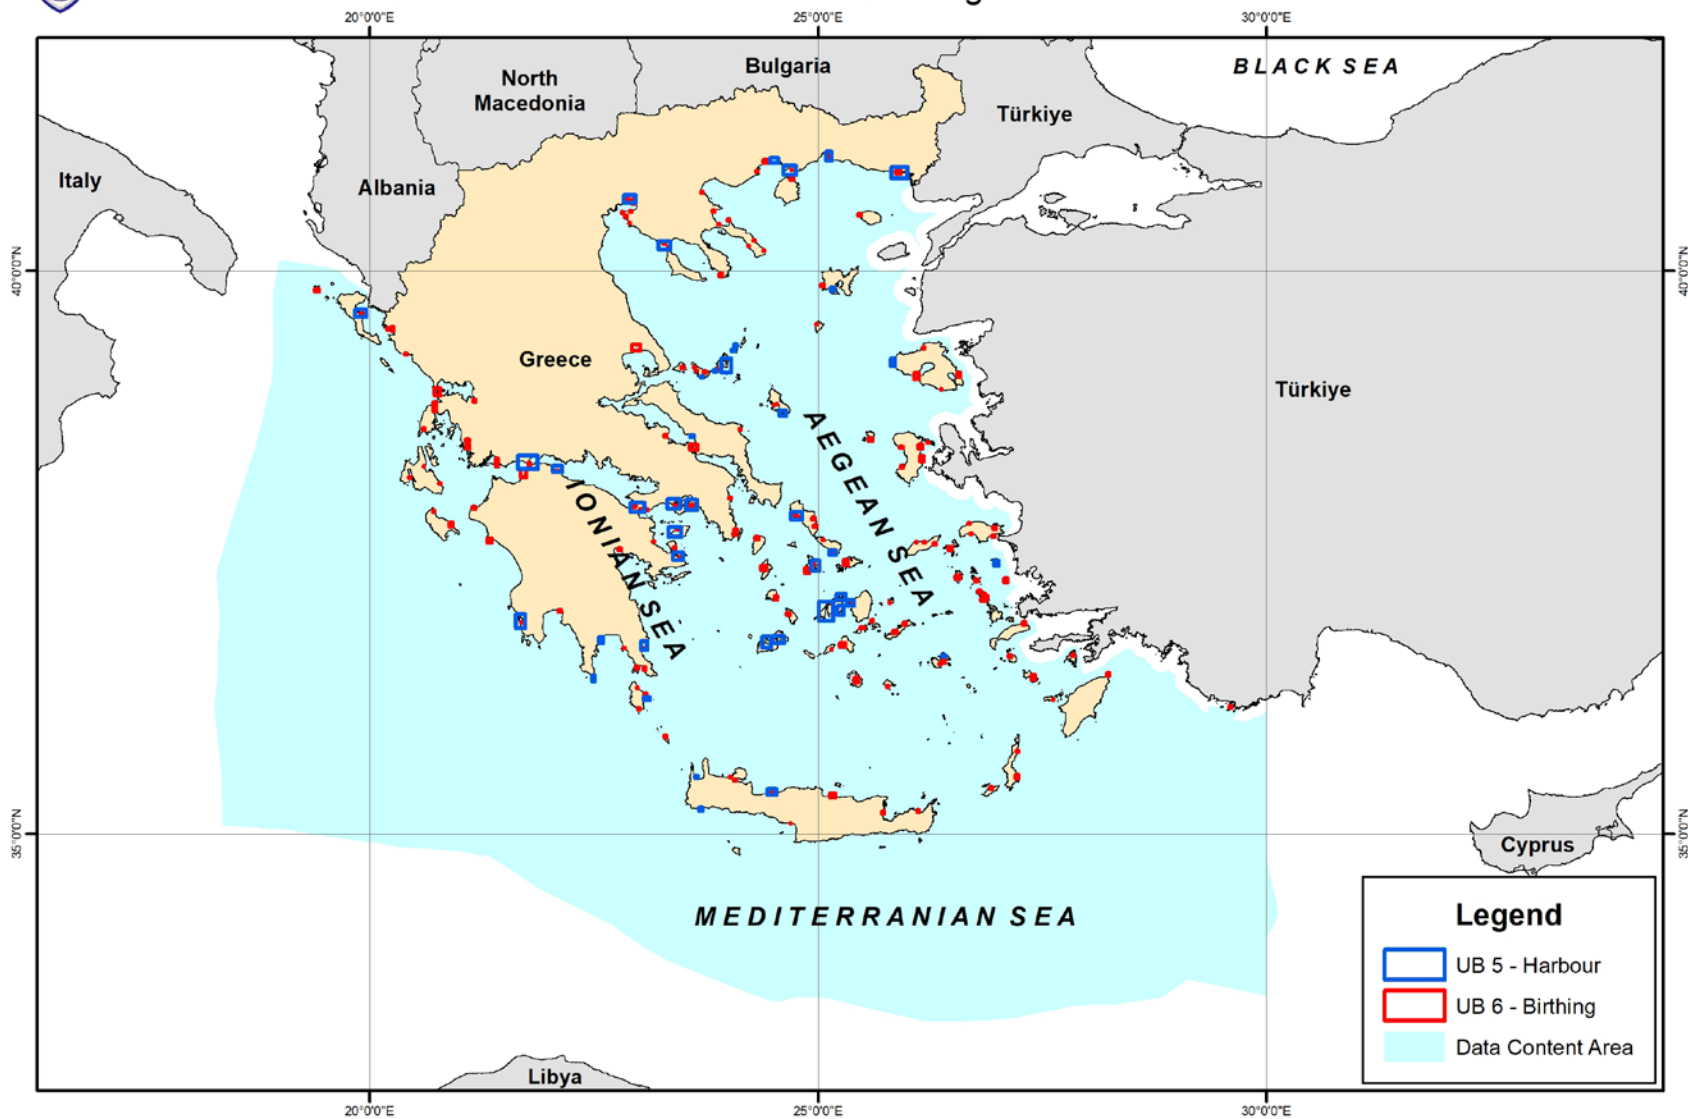 20°0'0"E 25°0'0"E 30°0'0"E
BLACK SEA
Bulgaria
North
Macedonia
Türkiye
Italy
Albania
40°0'0"N 40°0'0"N
Greece
Türkiye
AEGEAN SEA
IONIAN SEA
35°0'0"N 35°0'0"N
Cyprus
MEDITERRANIAN SEA
Legend
UB 5 - Harbour
UB 6 - Birthing
Data Content Area
Libya
20°0'0"E 25°0'0"E 30°0'0"E